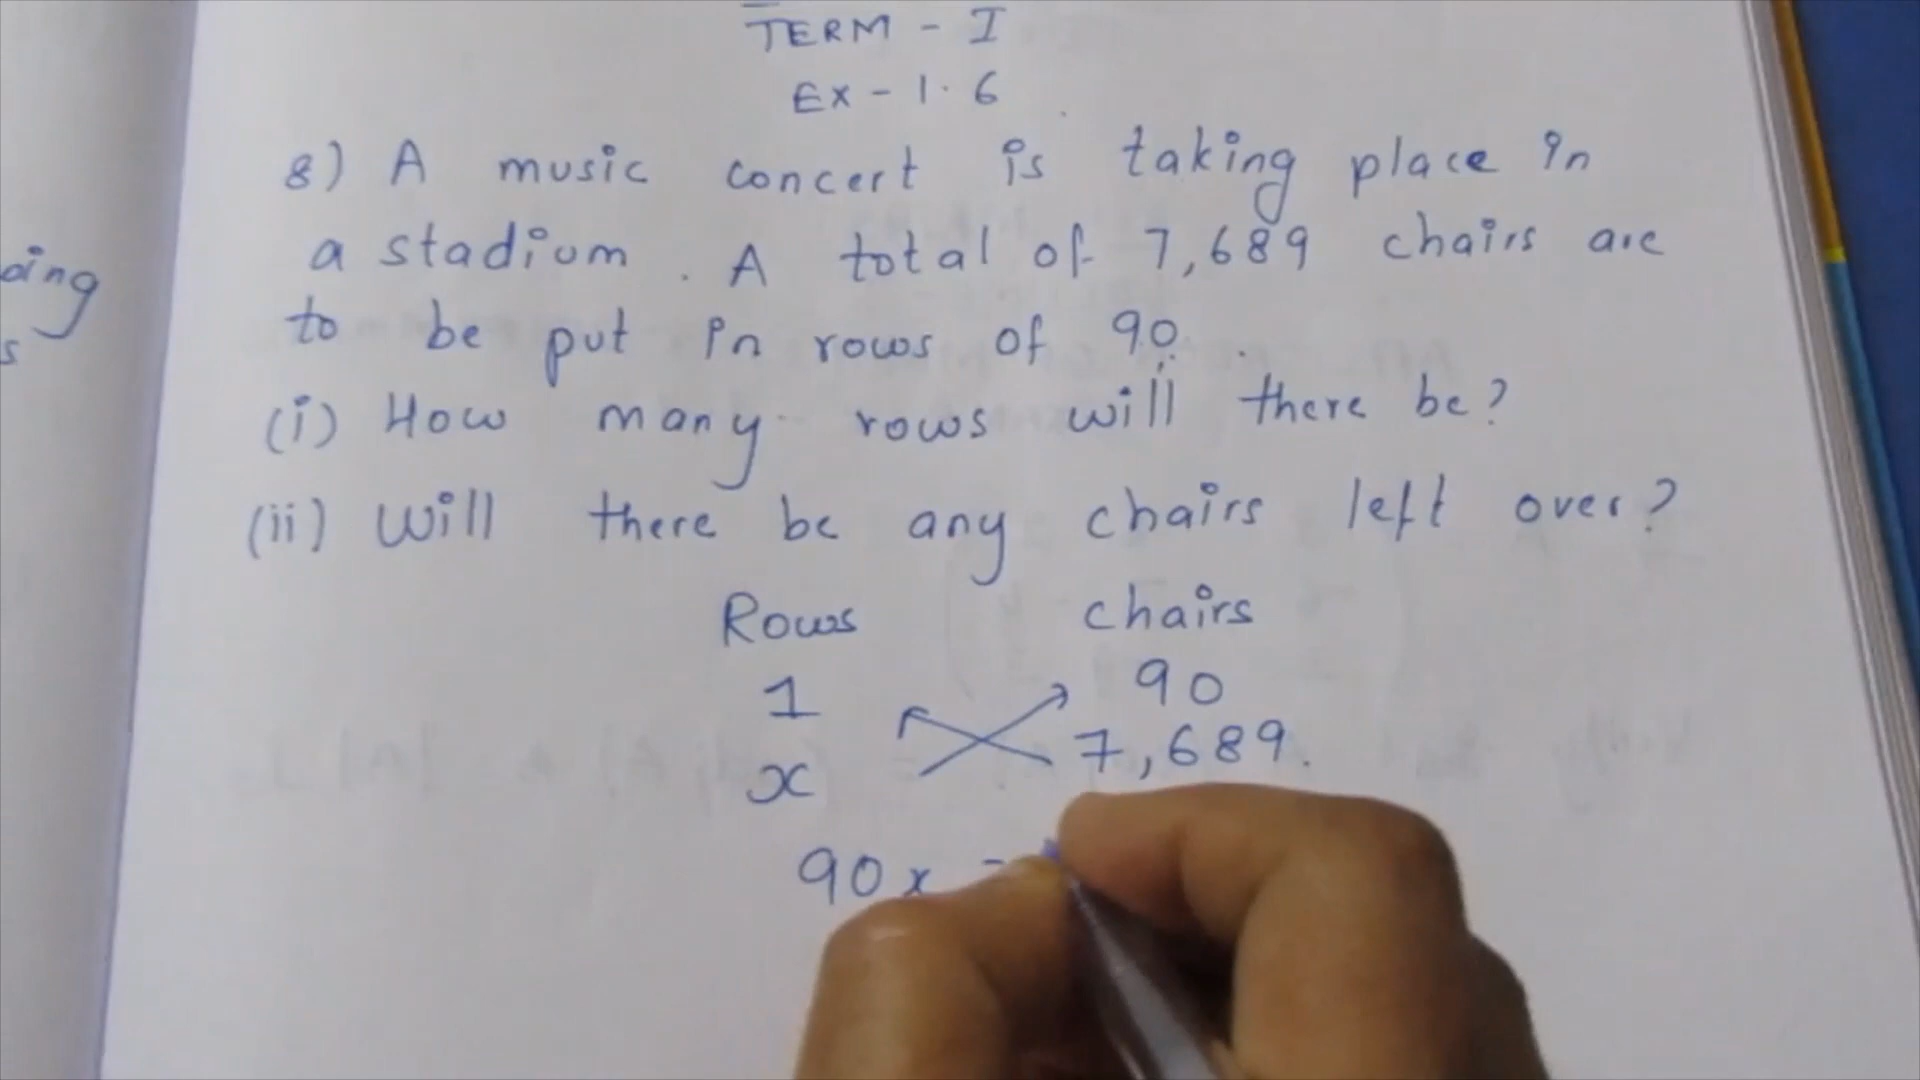 TERM - I
EX - 1.6
8) A music concert is taking place in
a stadium. A total of 7,689 chairs are
to be put in rows of 90.
(i) How many rows will there be?
(ii) Will there be any chairs left over?
Rows chairs
1 90
x 7,689.
90x